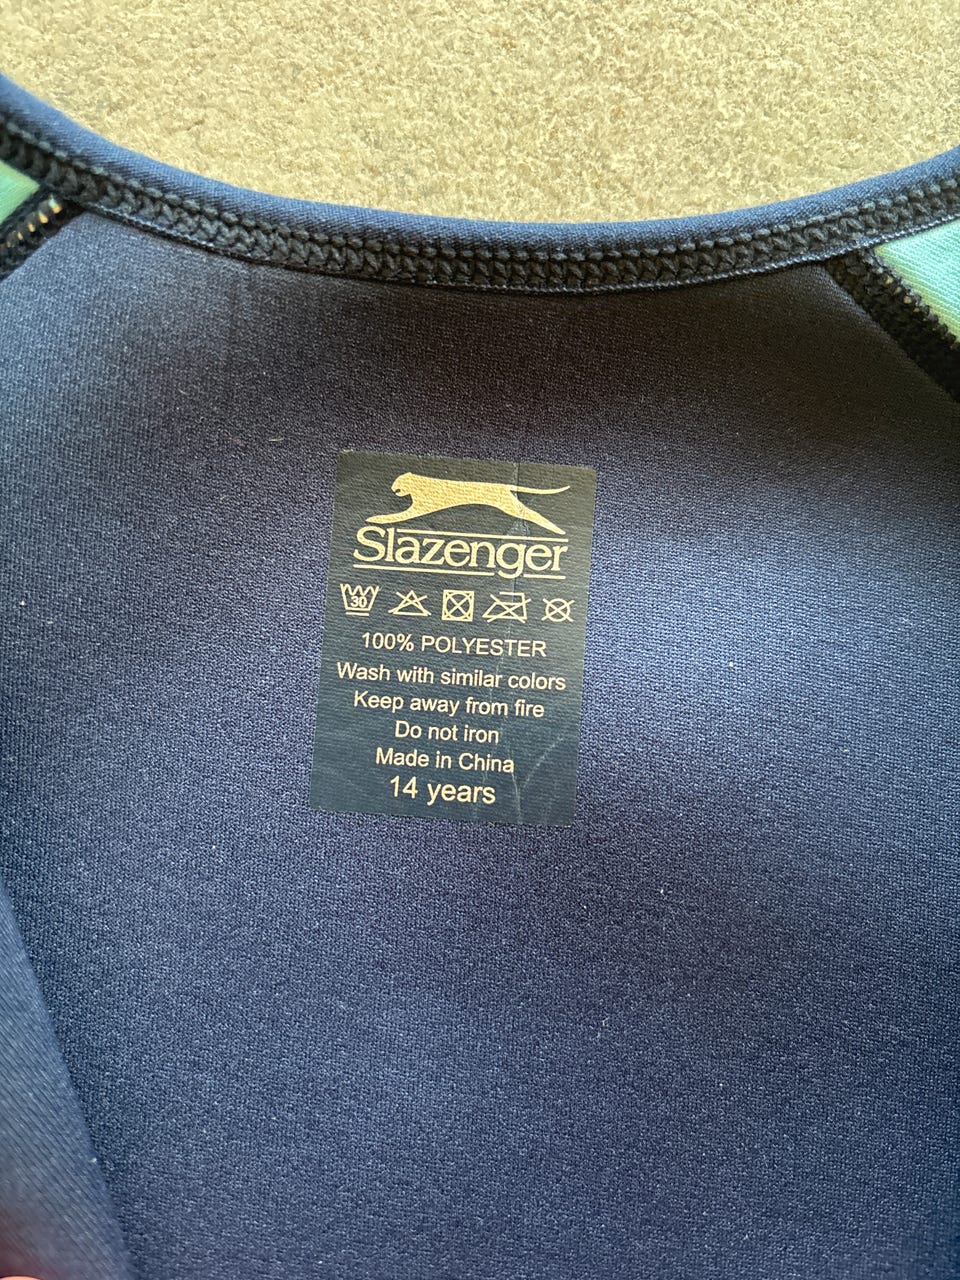 Slazenger
30
100% POLYESTER
Wash with similar colors
Keep away from fire
Do not iron
Made in China
14 years